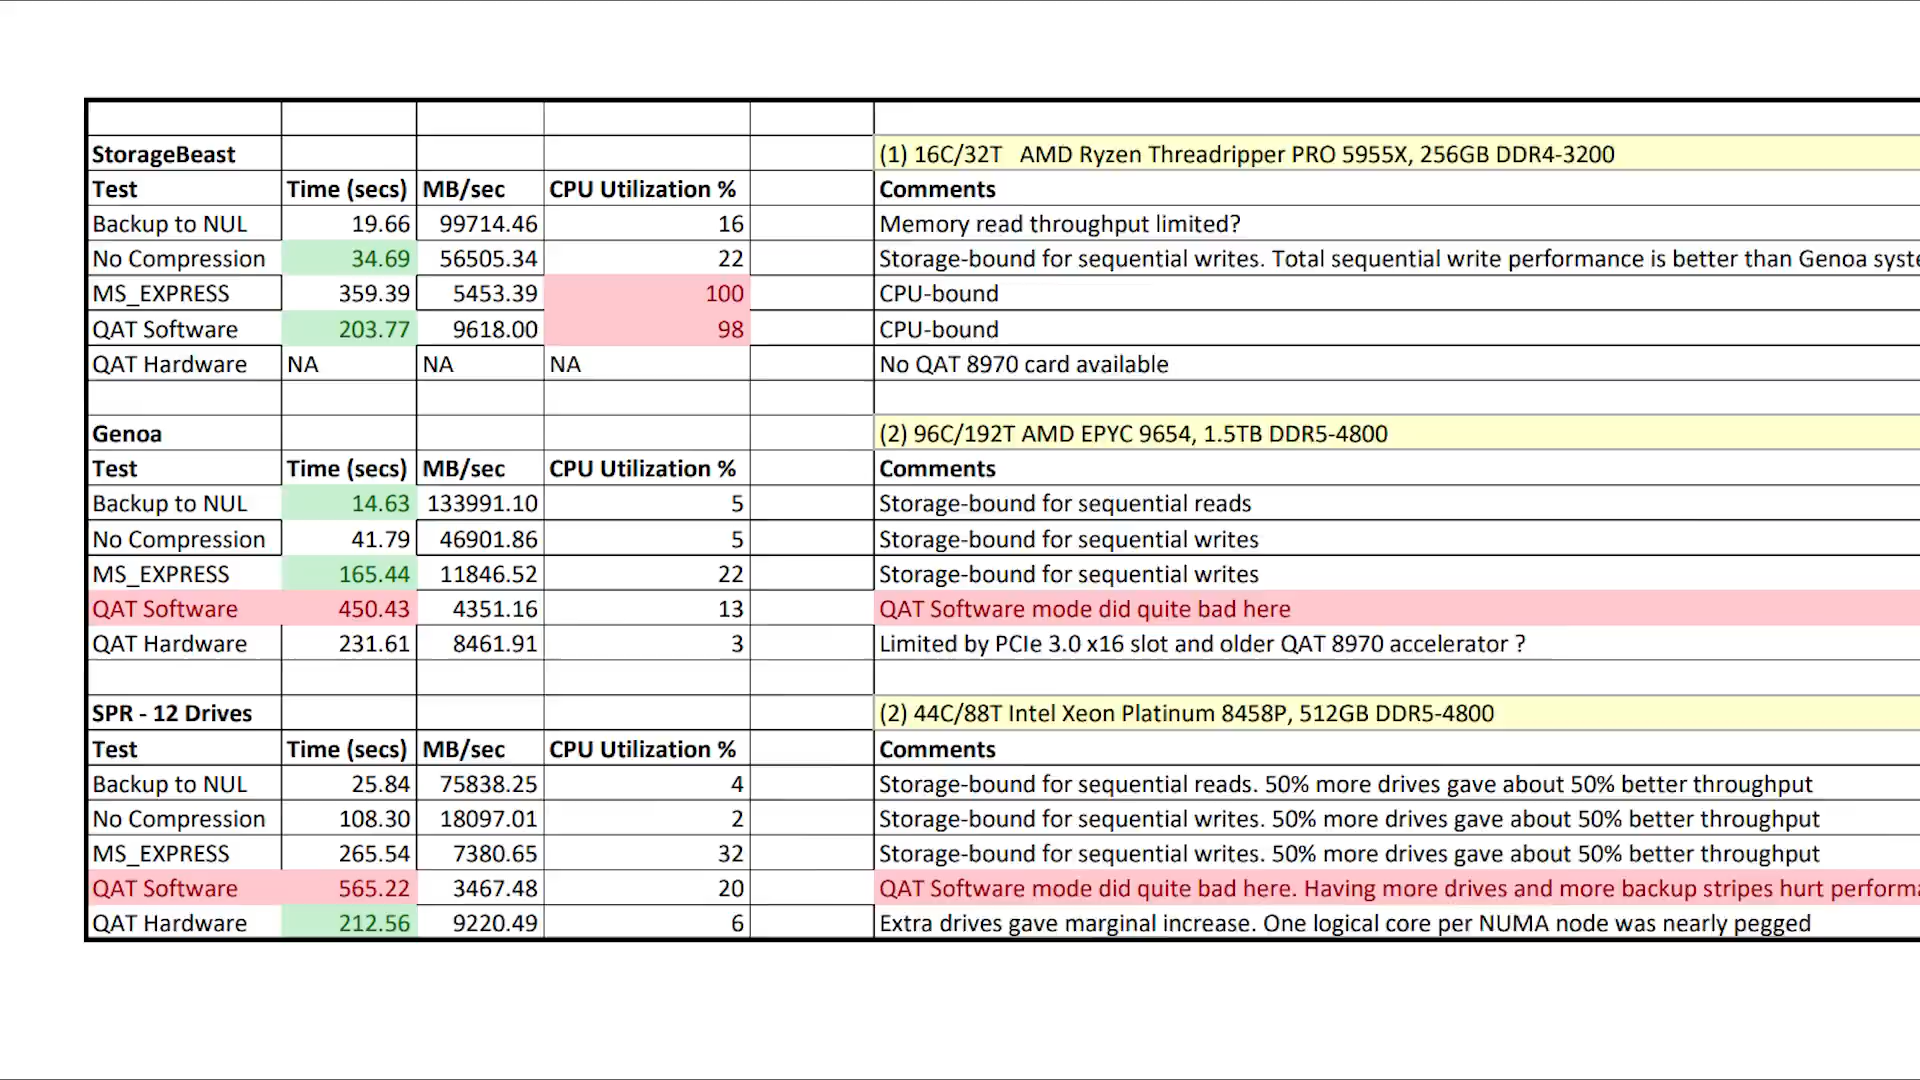 StorageBeast (1) 16C/32T AMD Ryzen Threadripper PRO 5955X, 256GB DDR4-3200
Test Time (secs) MB/sec CPU Utilization % Comments
Backup to NUL 19.66 99714.46 16 Memory read throughput limited?
No Compression 34.69 56505.34 22 Storage-bound for sequential writes. Total sequential write performance is better than Genoa syste
MS_EXPRESS 359.39 5453.39 100 CPU-bound
QAT Software 203.77 9618.00 98 CPU-bound
QAT Hardware NA NA NA No QAT 8970 card available
Genoa (2) 96C/192T AMD EPYC 9654, 1.5TB DDR5-4800
Test Time (secs) MB/sec CPU Utilization % Comments
Backup to NUL 14.63 133991.10 5 Storage-bound for sequential reads
No Compression 41.79 46901.86 5 Storage-bound for sequential writes
MS_EXPRESS 165.44 11846.52 22 Storage-bound for sequential writes
QAT Software 450.43 4351.16 13 QAT Software mode did quite bad here
QAT Hardware 231.61 8461.91 3 Limited by PCIe 3.0 x16 slot and older QAT 8970 accelerator ?
SPR - 12 Drives (2) 44C/88T Intel Xeon Platinum 8458P, 512GB DDR5-4800
Test Time (secs) MB/sec CPU Utilization % Comments
Backup to NUL 25.84 75838.25 4 Storage-bound for sequential reads. 50% more drives gave about 50% better throughput
No Compression 108.30 18097.01 2 Storage-bound for sequential writes. 50% more drives gave about 50% better throughput
MS_EXPRESS 265.54 7380.65 32 Storage-bound for sequential writes. 50% more drives gave about 50% better throughput
QAT Software 565.22 3467.48 20 QAT Software mode did quite bad here. Having more drives and more backup stripes hurt performa
QAT Hardware 212.56 9220.49 6 Extra drives gave marginal increase. One logical core per NUMA node was nearly pegged